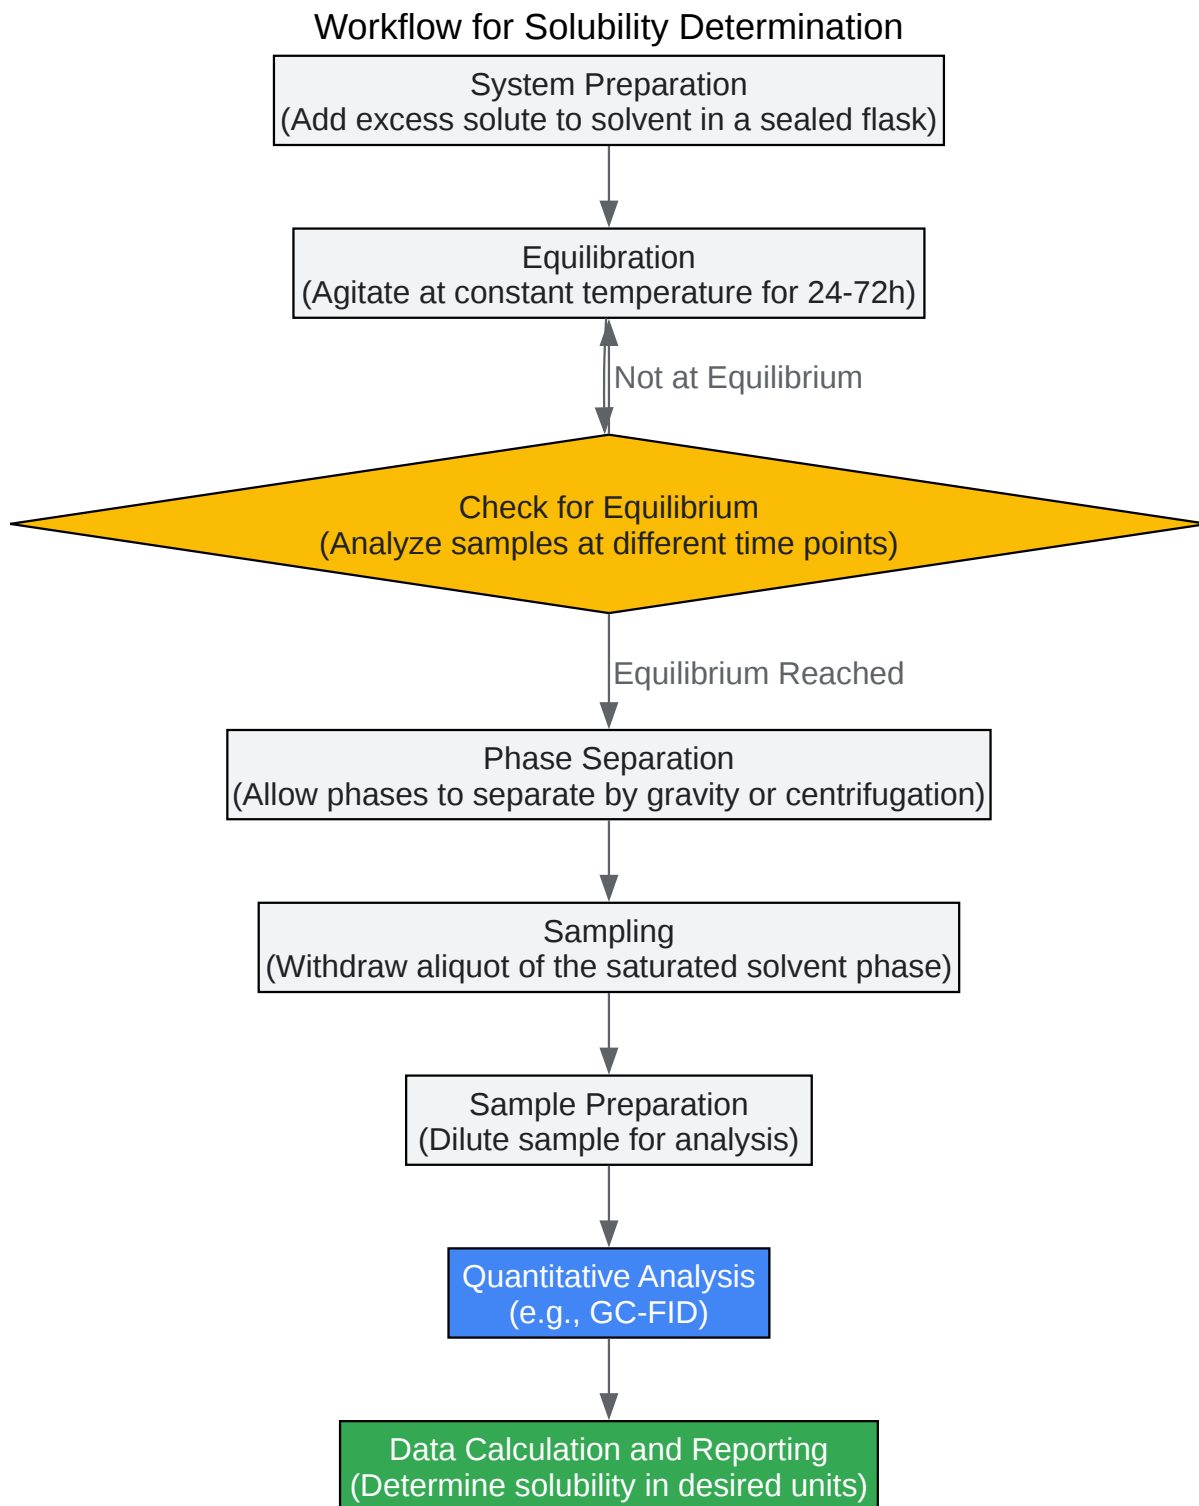 Workflow for Solubility Determination
System Preparation
(Add excess solute to solvent in a sealed flask)
Equilibration
(Agitate at constant temperature for 24-72h)
Not at Equilibrium
Check for Equilibrium
(Analyze samples at different time points)
Equilibrium Reached
Phase Separation
(Allow phases to separate by gravity or centrifugation)
Sampling
(Withdraw aliquot of the saturated solvent phase)
Sample Preparation
(Dilute sample for analysis)
Quantitative Analysis
(e.g., GC-FID)
Data Calculation and Reporting
(Determine solubility in desired units)